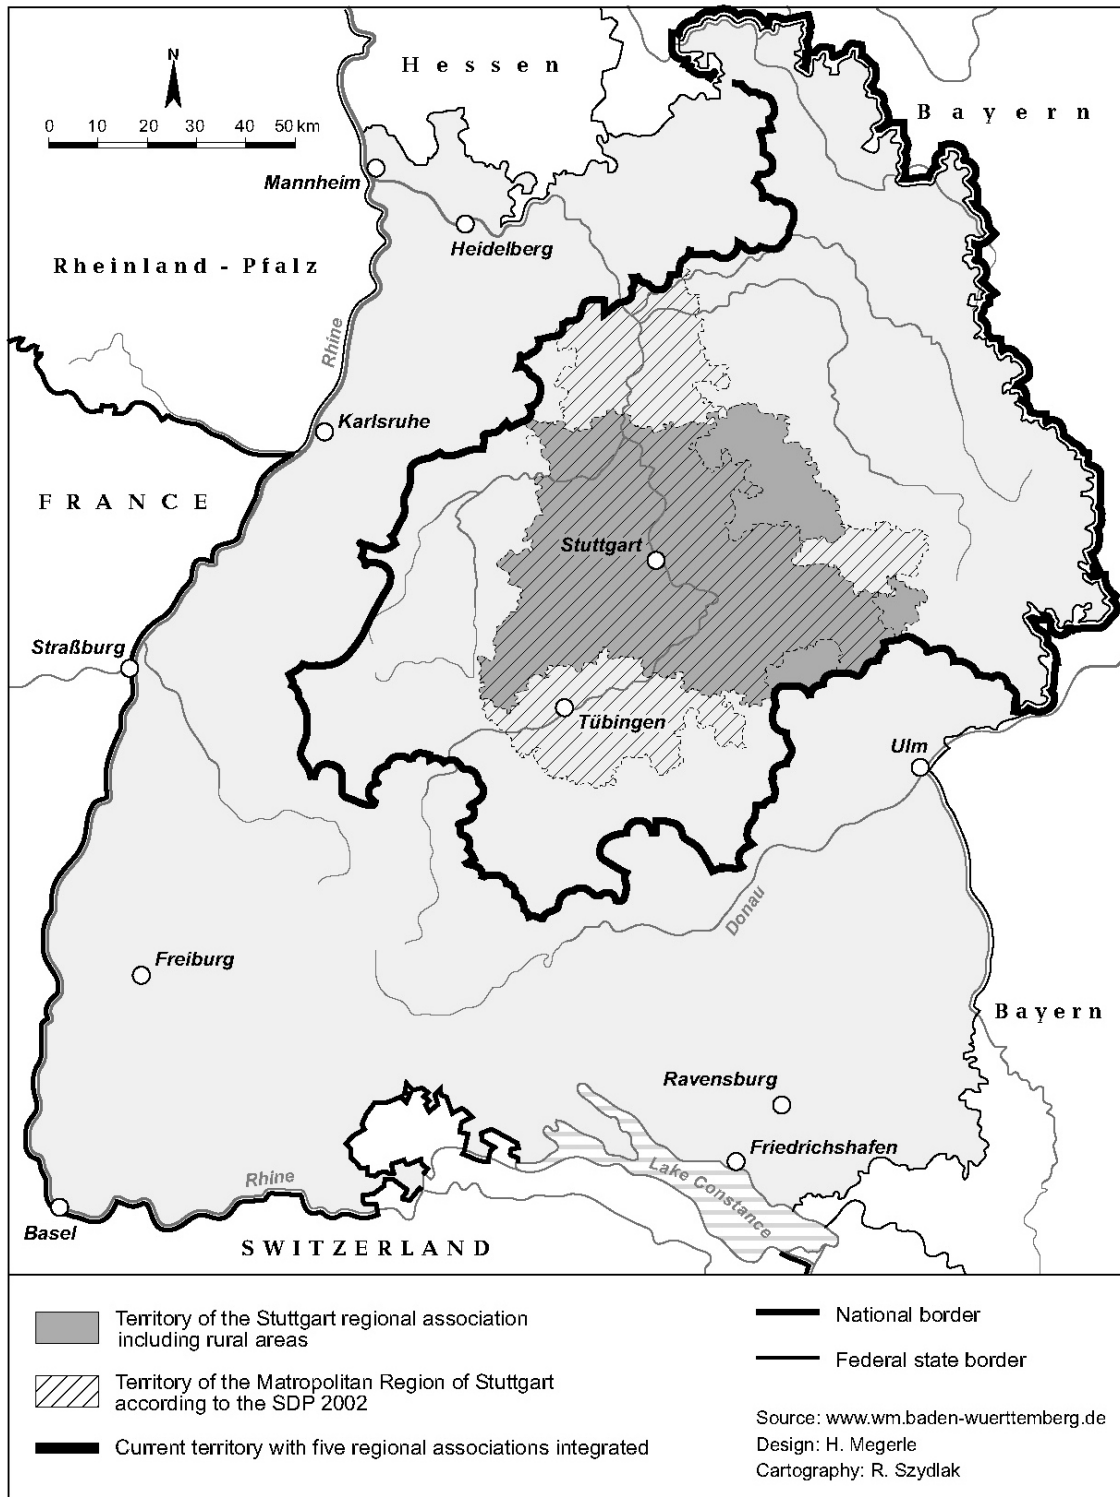 Hessen
N
Bayern
0 10 20 30 40 50 km
Mannheim
Heidelberg
Rheinland - Pfalz
Rhine
Karlsruhe
FRANCE
Stuttgart
Straßburg
Tübingen
Ulm
Donau
Freiburg
Bayern
Ravensburg
Friedrichshafen
Lake Constance
Rhine
Basel
SWITZERLAND
Territory of the Stuttgart regional association
including rural areas
Territory of the Matropolitan Region of Stuttgart
according to the SDP 2002
Current territory with five regional associations integrated
National border
Federal state border
Source: www.wm.baden-wuerttemberg.de
Design: H. Megerle
Cartography: R. Szydlak